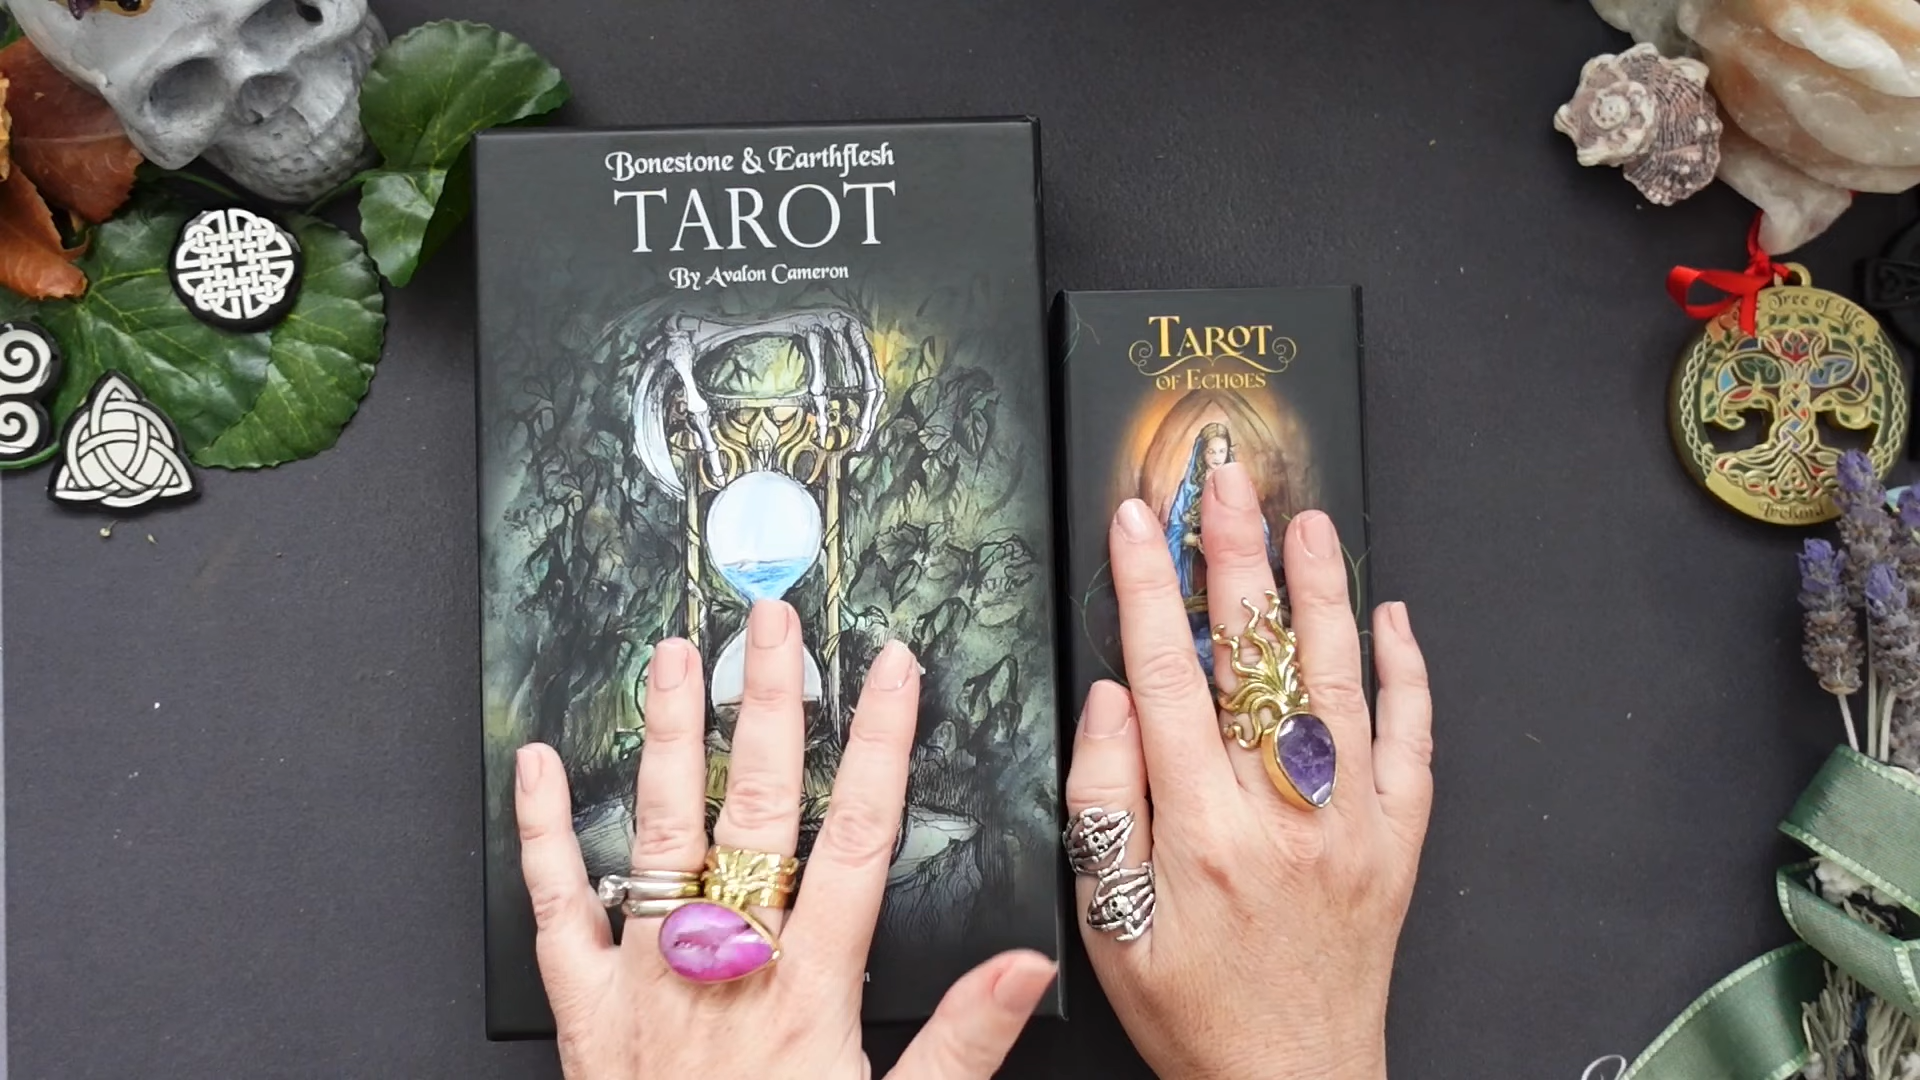 Bonestone & Earthflesh
TAROT
By Avalon Cameron
TAROT
OF ECHOES
Tree of Life
Ireland